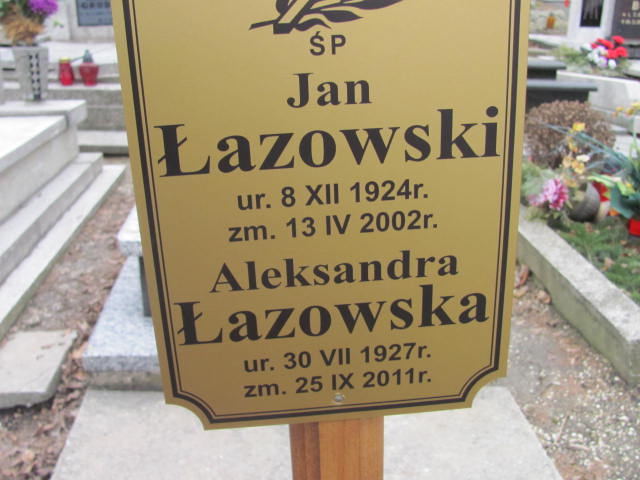 ŚP
Jan
Łazowski
ur. 8 XII 1924r.
zm. 13 IV 2002r.
Aleksandra
Łazowska
ur. 30 VII 1927r.
zm. 25 IX 2011r.